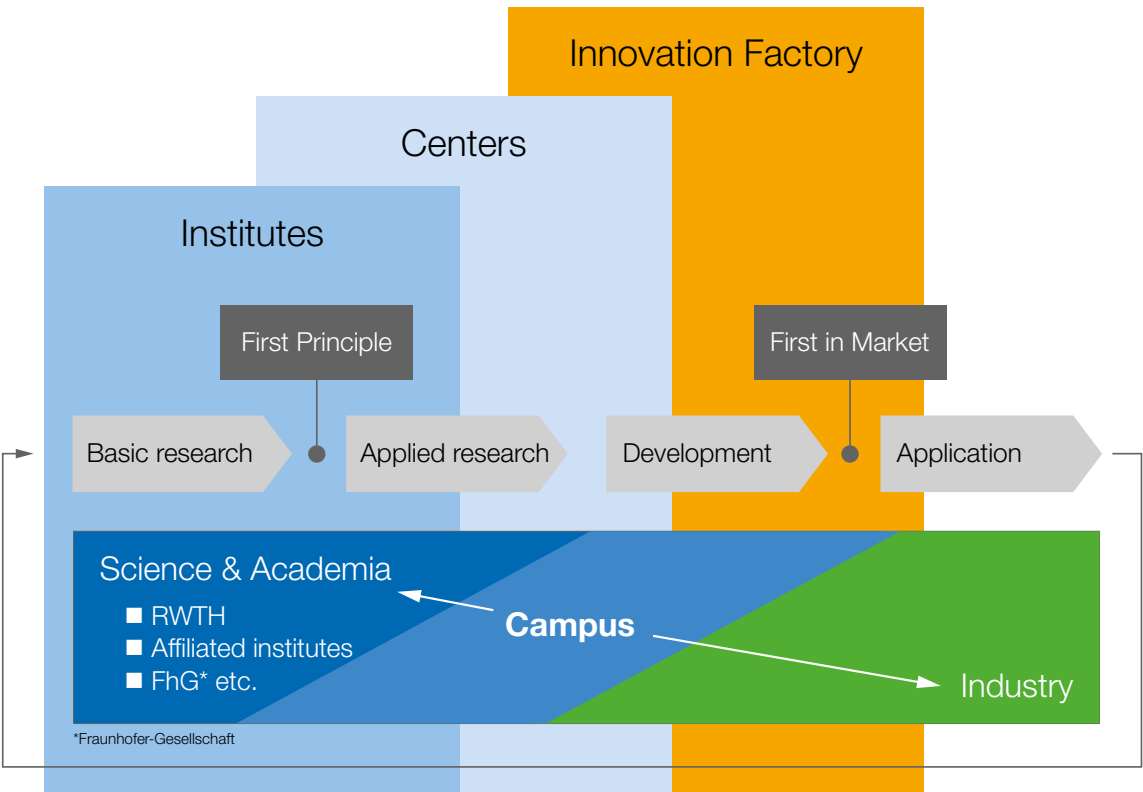 Innovation Factory
Centers
Institutes
First Principle
First in Market
Basic research
Applied research
Development
Application
Science & Academia
■ RWTH
■ Affiliated institutes
■ FhG* etc.
Campus
Industry
*Fraunhofer-Gesellschaft